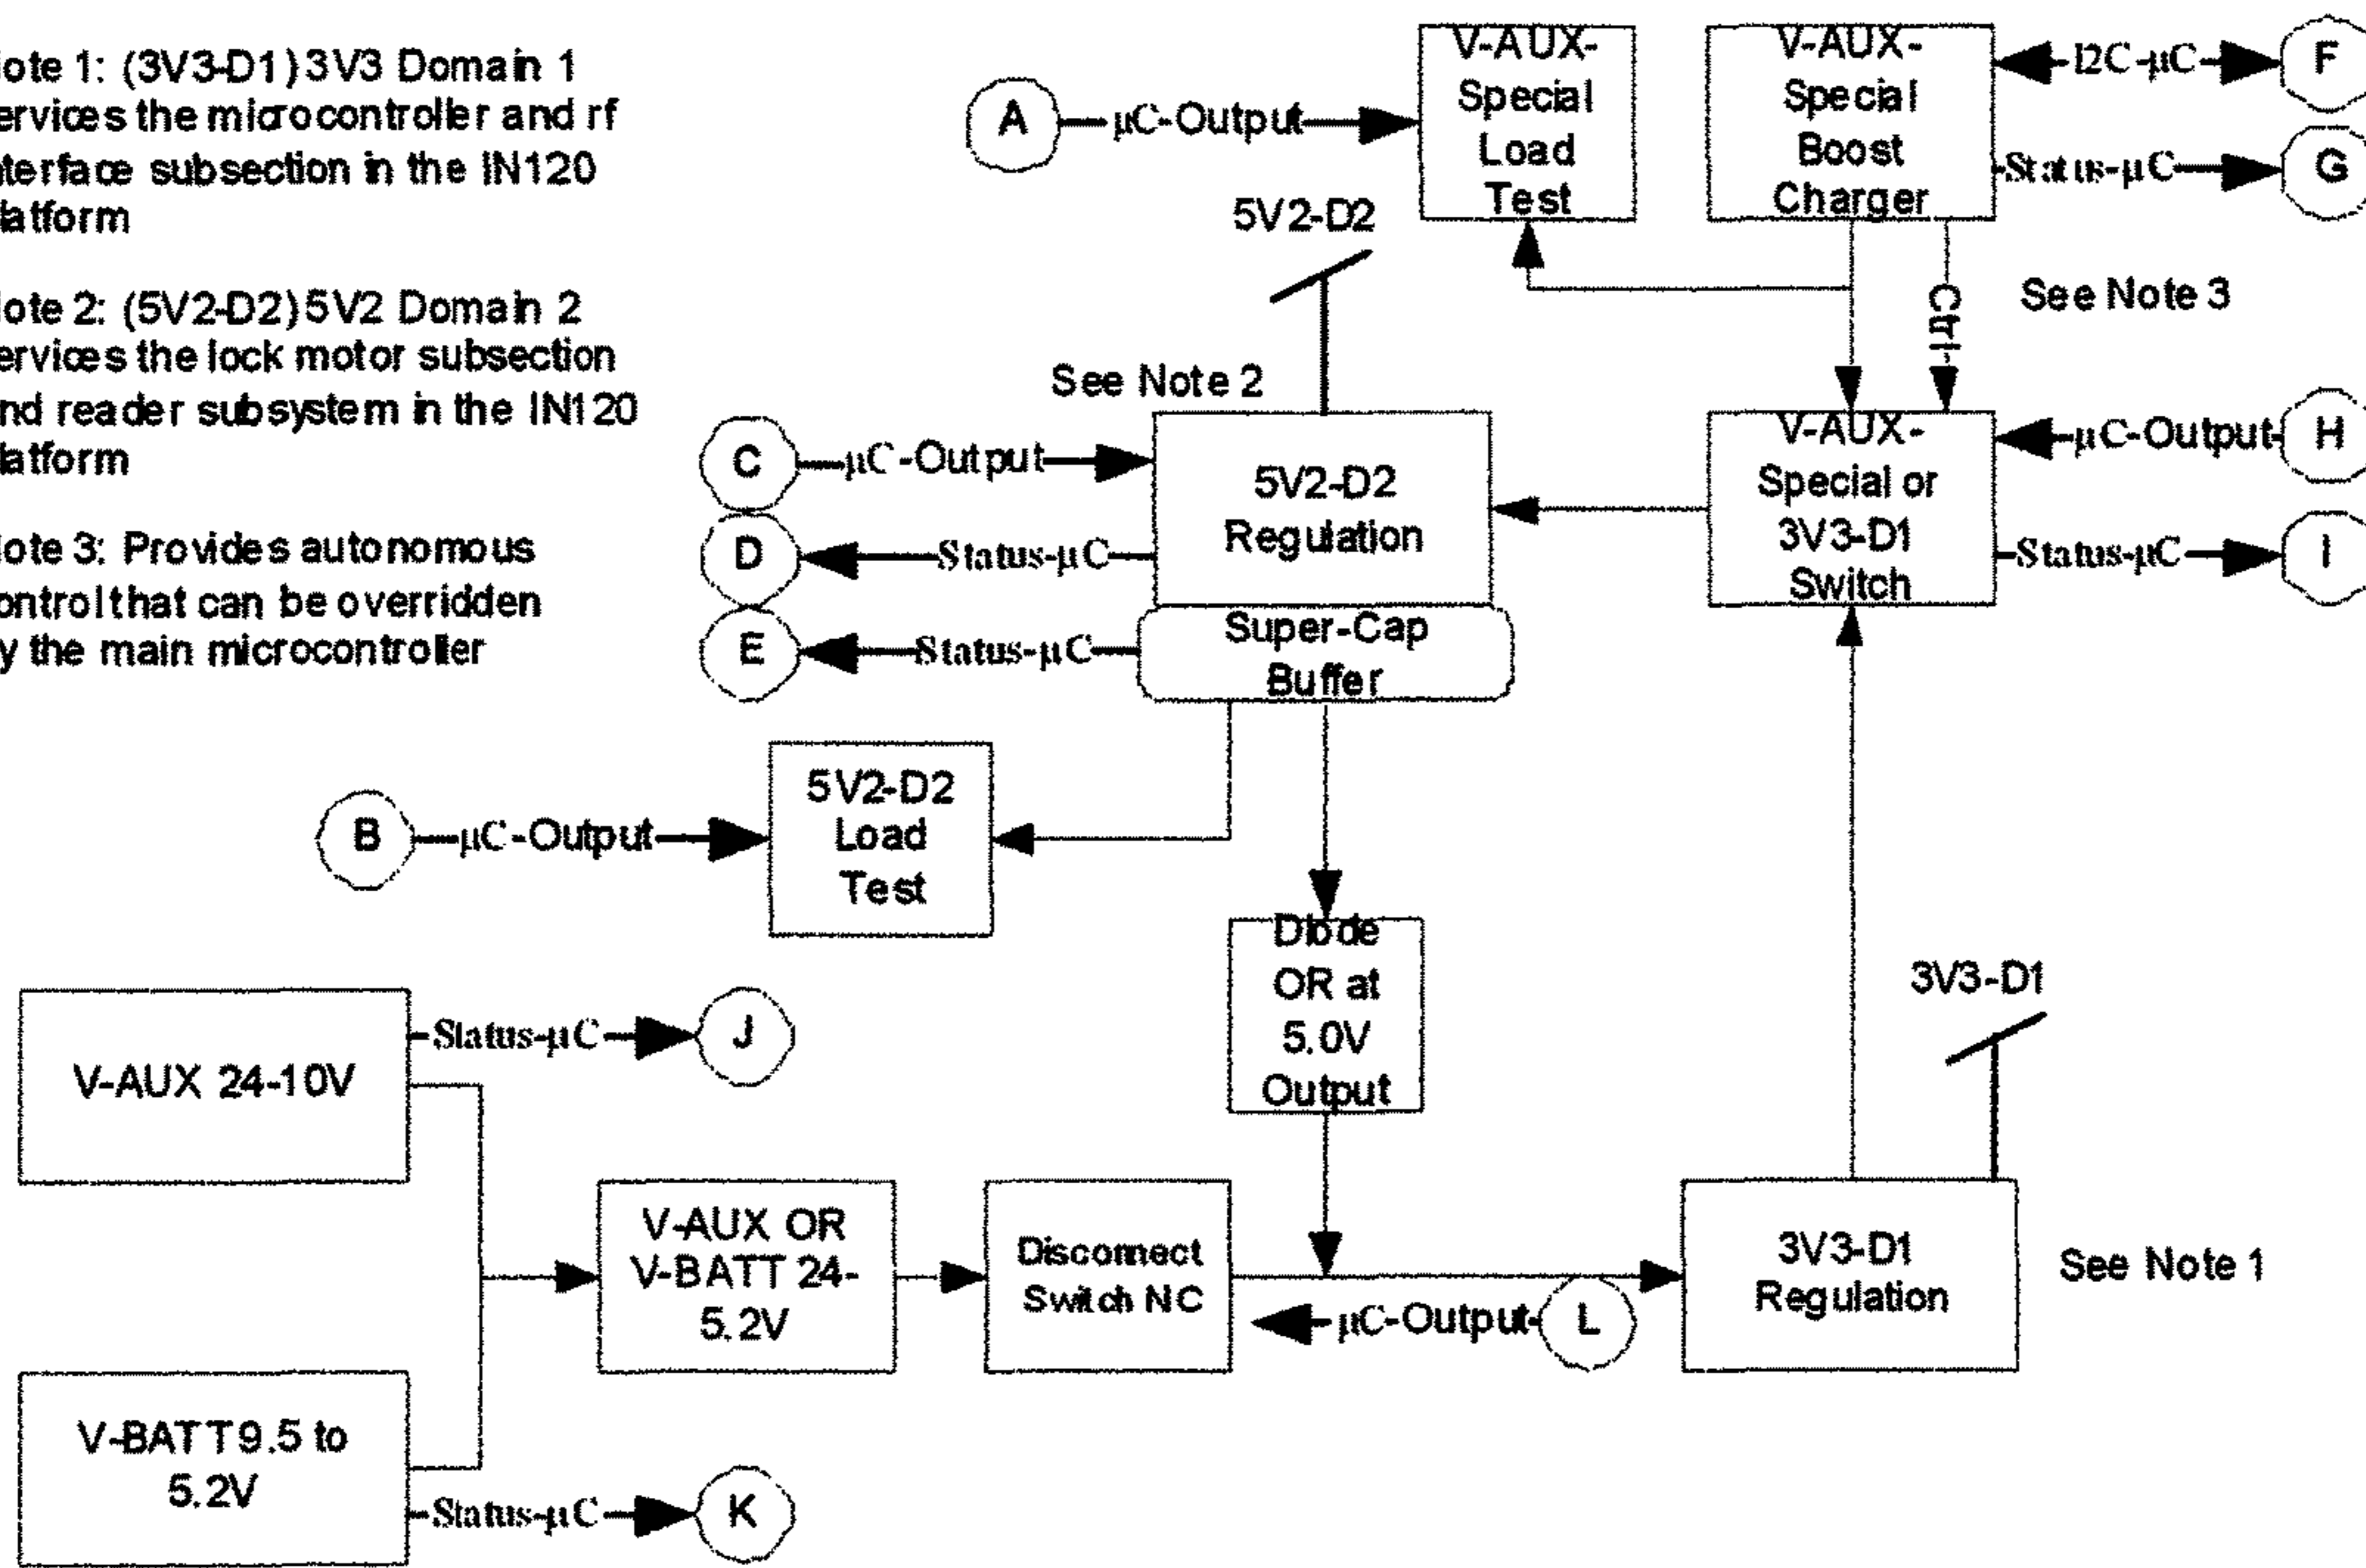 ote 1: (3V3-D1) 3V3 Domain 1
ervices the microcontroller and rf
nterface subsection in the IN120
latform
ote 2: (5V2-D2) 5V2 Domain 2
ervices the lock motor subsection
nd reader subsystem in the IN120
latform
ote 3: Provides autonomous
ontrol that can be overridden
y the main microcontroller
A
μC-Output
V-AUX-
Special
Load
Test
V-AUX-
Special
Boost
Charger
I2C-μC
F
Status-μC
G
5V2-D2
Ctrl
See Note 3
See Note 2
C
μC-Output
D
Status-μC
E
Status-μC
5V2-D2
Regulation
Super-Cap
Buffer
V-AUX-
Special or
3V3-D1
Switch
μC-Output
H
Status-μC
I
B
μC-Output
5V2-D2
Load
Test
Diode
OR at
5.0V
Output
3V3-D1
V-AUX 24-10V
Status-μC
J
V-AUX OR
V-BATT 24-
5.2V
Disconnect
Switch NC
μC-Output
L
3V3-D1
Regulation
See Note 1
V-BATT 9.5 to
5.2V
Status-μC
K